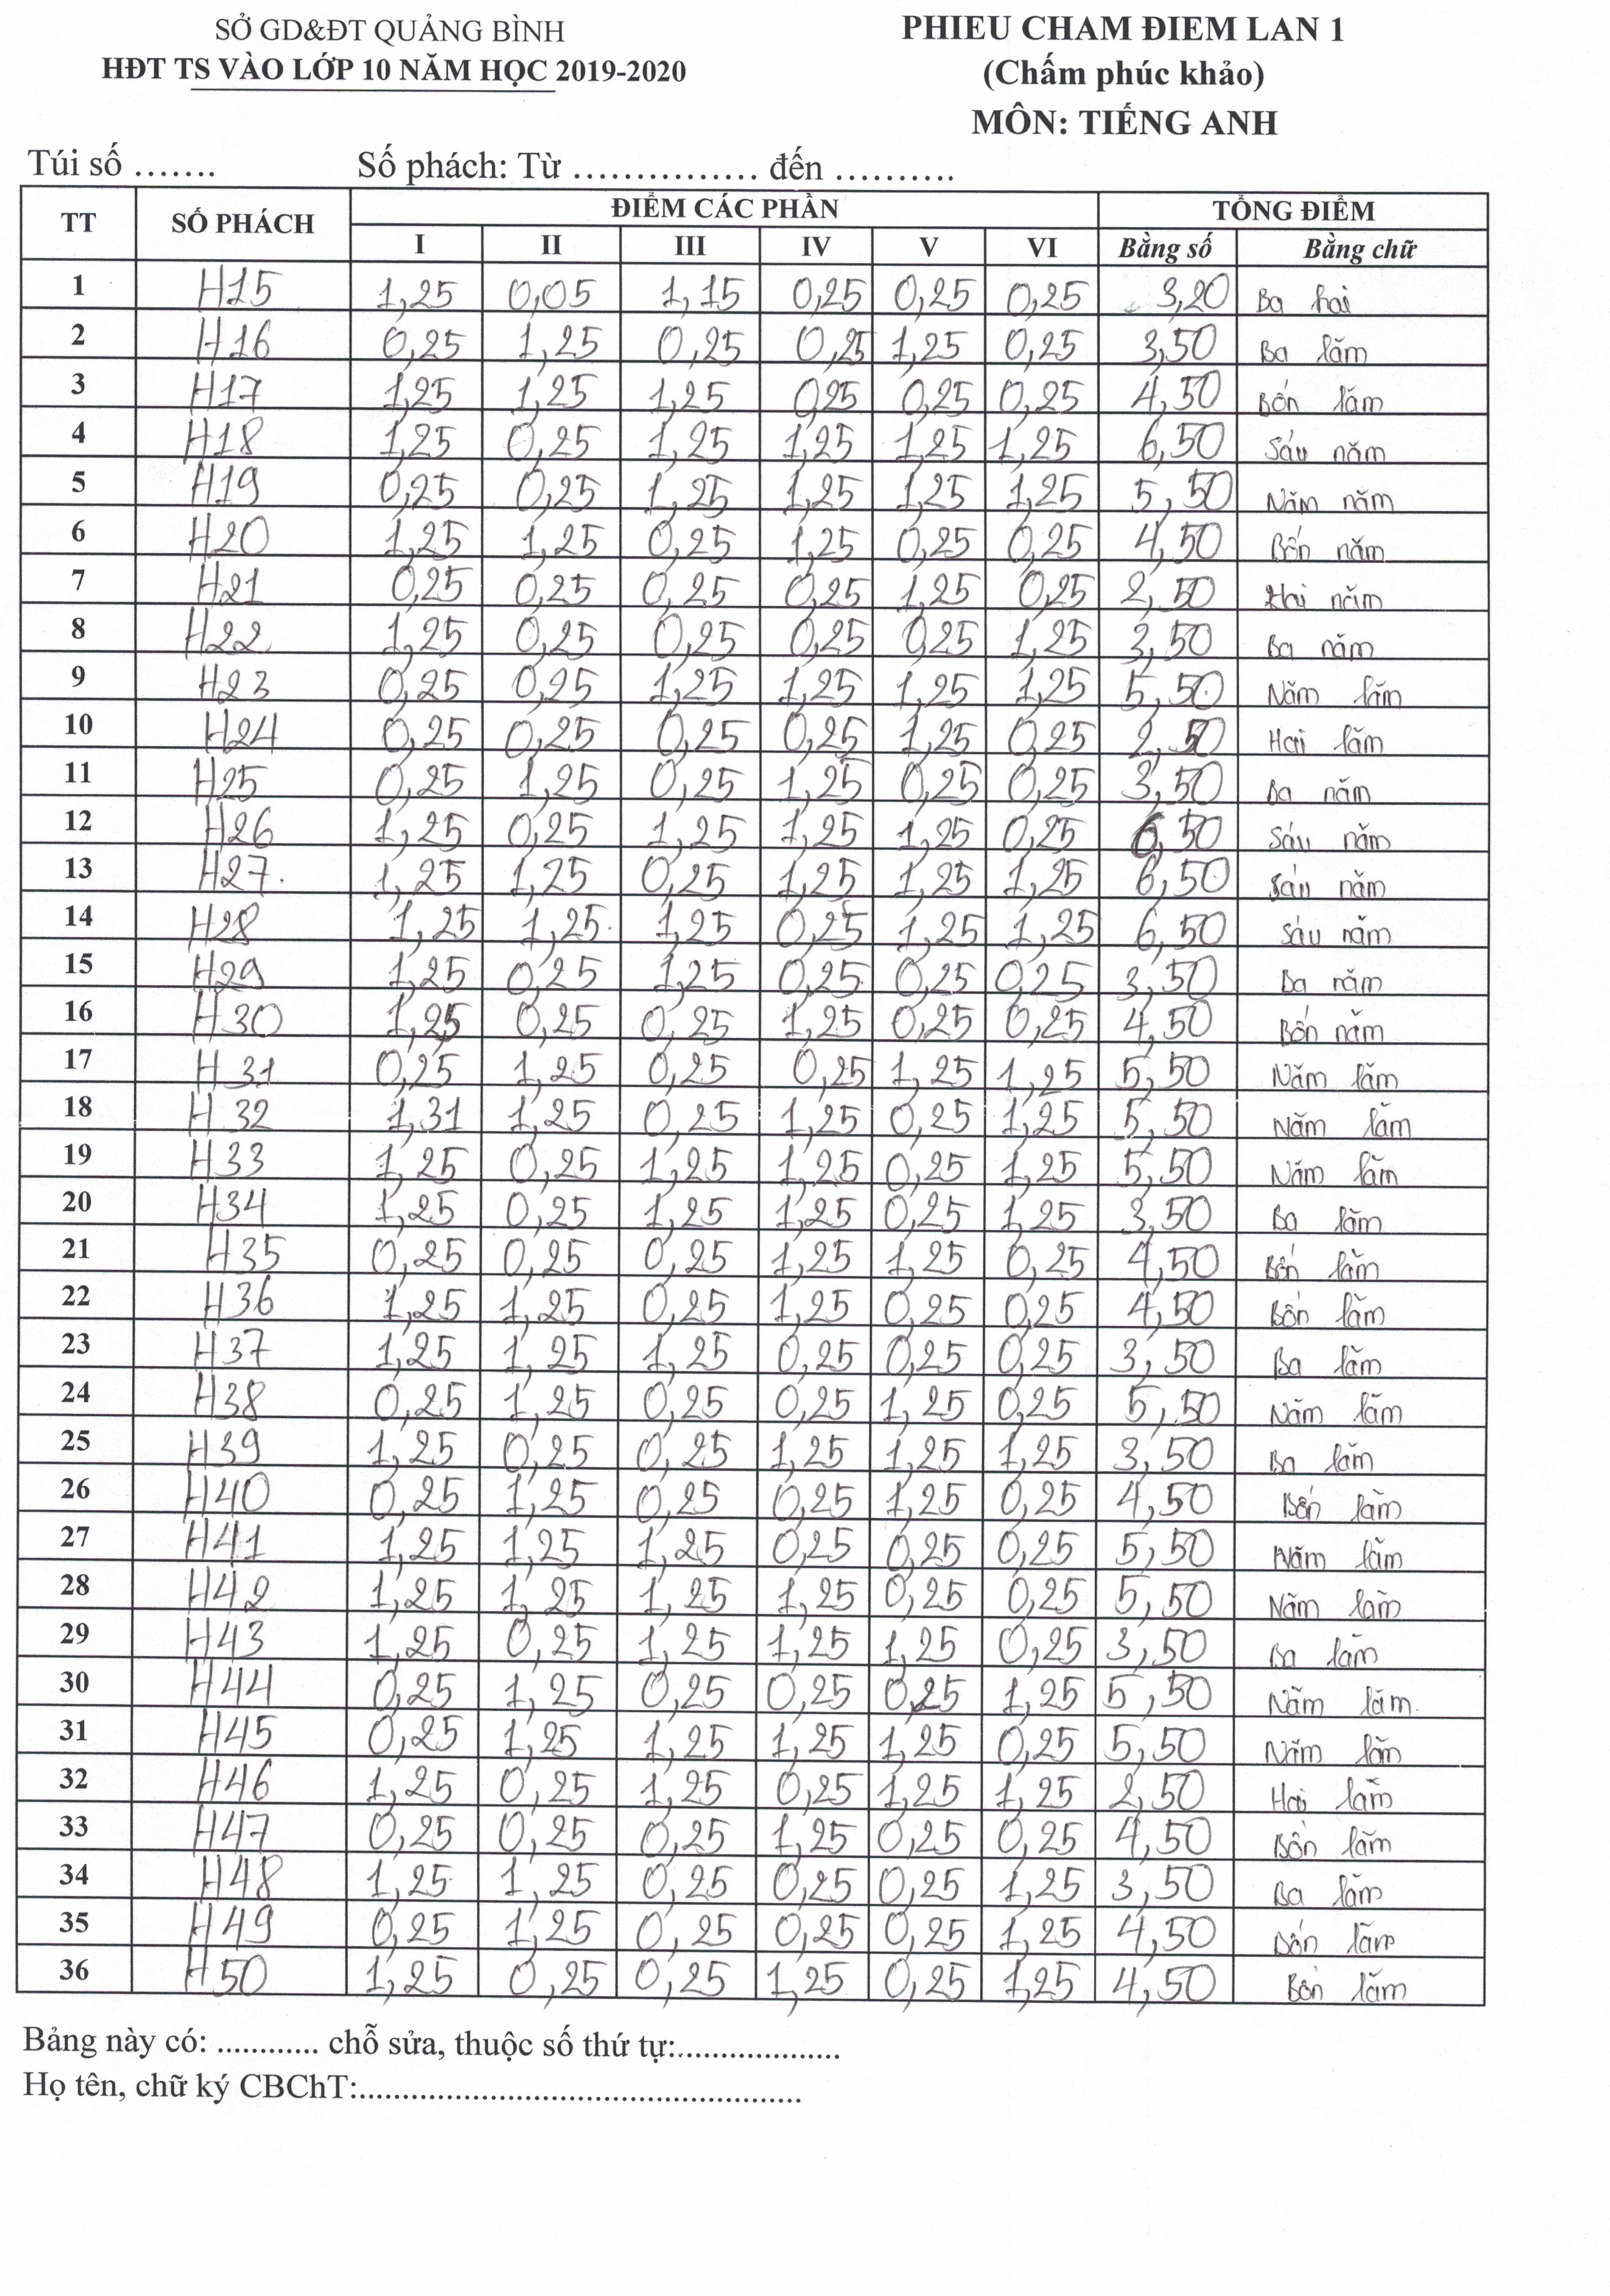 SỞ GD&ĐT QUẢNG BÌNH
HĐT TS VÀO LỚP 10 NĂM HỌC 2019-2020
PHIEU CHAM ĐIEM LAN 1
(Chấm phúc khảo)
MÔN: TIẾNG ANH
Túi số ....... Số phách: Từ ................ đến ..........
TT SỐ PHÁCH ĐIỂM CÁC PHẦN TỔNG ĐIỂM
I II III IV V VI Bằng số Bằng chữ
1 H15 1,25 0,05 1,15 0,25 0,25 0,25 3,20 Ba hai
2 H16 0,25 1,25 0,25 0,25 1,25 0,25 3,50 Ba lăm
3 H17 1,25 1,25 1,25 0,25 0,25 0,25 4,50 Bốn lăm
4 H18 1,25 0,25 1,25 1,25 1,25 1,25 6,50 Sáu năm
5 H19 0,25 0,25 1,25 1,25 1,25 1,25 5,50 Năm năm
6 H20 1,25 1,25 0,25 1,25 0,25 0,25 4,50 Bốn năm
7 H21 0,25 0,25 0,25 0,25 1,25 0,25 2,50 Hai năm
8 H22 1,25 0,25 0,25 0,25 0,25 1,25 3,50 Ba năm
9 H23 0,25 0,25 1,25 1,25 1,25 1,25 5,50 Năm lăm
10 H24 0,25 0,25 0,25 0,25 1,25 0,25 2,50 Hai lăm
11 H25 0,25 1,25 0,25 1,25 0,25 0,25 3,50 Ba năm
12 H26 1,25 0,25 1,25 1,25 1,25 0,25 6,50 Sáu năm
13 H27 1,25 1,25 0,25 1,25 1,25 1,25 6,50 Sáu năm
14 H28 1,25 1,25 1,25 0,25 1,25 1,25 6,50 Sáu năm
15 H29 1,25 0,25 1,25 0,25 0,25 0,25 3,50 Ba năm
16 H30 1,25 0,25 0,25 1,25 0,25 0,25 4,50 Bốn năm
17 H31 0,25 1,25 0,25 0,25 1,25 1,25 5,50 Năm lăm
18 H32 1,31 1,25 0,25 1,25 0,25 1,25 5,50 Năm lăm
19 H33 1,25 0,25 1,25 1,25 0,25 1,25 5,50 Năm lăm
20 H34 1,25 0,25 1,25 1,25 0,25 1,25 3,50 Ba lăm
21 H35 0,25 0,25 0,25 1,25 1,25 0,25 4,50 Bốn lăm
22 H36 1,25 1,25 0,25 1,25 0,25 0,25 4,50 Bốn lăm
23 H37 1,25 1,25 1,25 0,25 0,25 0,25 3,50 Ba lăm
24 H38 0,25 1,25 0,25 0,25 1,25 0,25 5,50 Năm lăm
25 H39 1,25 0,25 0,25 1,25 1,25 1,25 3,50 Ba lăm
26 H40 0,25 1,25 0,25 0,25 1,25 0,25 4,50 Bốn lăm
27 H41 1,25 1,25 1,25 0,25 0,25 0,25 5,50 Năm lăm
28 H42 1,25 1,25 1,25 1,25 0,25 0,25 5,50 Năm lăm
29 H43 1,25 0,25 1,25 1,25 1,25 0,25 3,50 Ba lăm
30 H44 0,25 1,25 0,25 0,25 0,25 1,25 5,50 Năm lăm
31 H45 0,25 1,25 1,25 1,25 1,25 0,25 5,50 Năm lăm
32 H46 1,25 0,25 1,25 0,25 1,25 1,25 2,50 Hai lăm
33 H47 0,25 0,25 0,25 1,25 0,25 0,25 4,50 Bốn lăm
34 H48 1,25 1,25 0,25 0,25 0,25 1,25 3,50 Ba lăm
35 H49 0,25 1,25 0,25 0,25 0,25 1,25 4,50 Bốn lăm
36 H50 1,25 0,25 0,25 1,25 0,25 1,25 4,50 Bốn lăm
Bảng này có: ............ chỗ sửa, thuộc số thứ tự:....................
Họ tên, chữ ký CBChT:......................................................